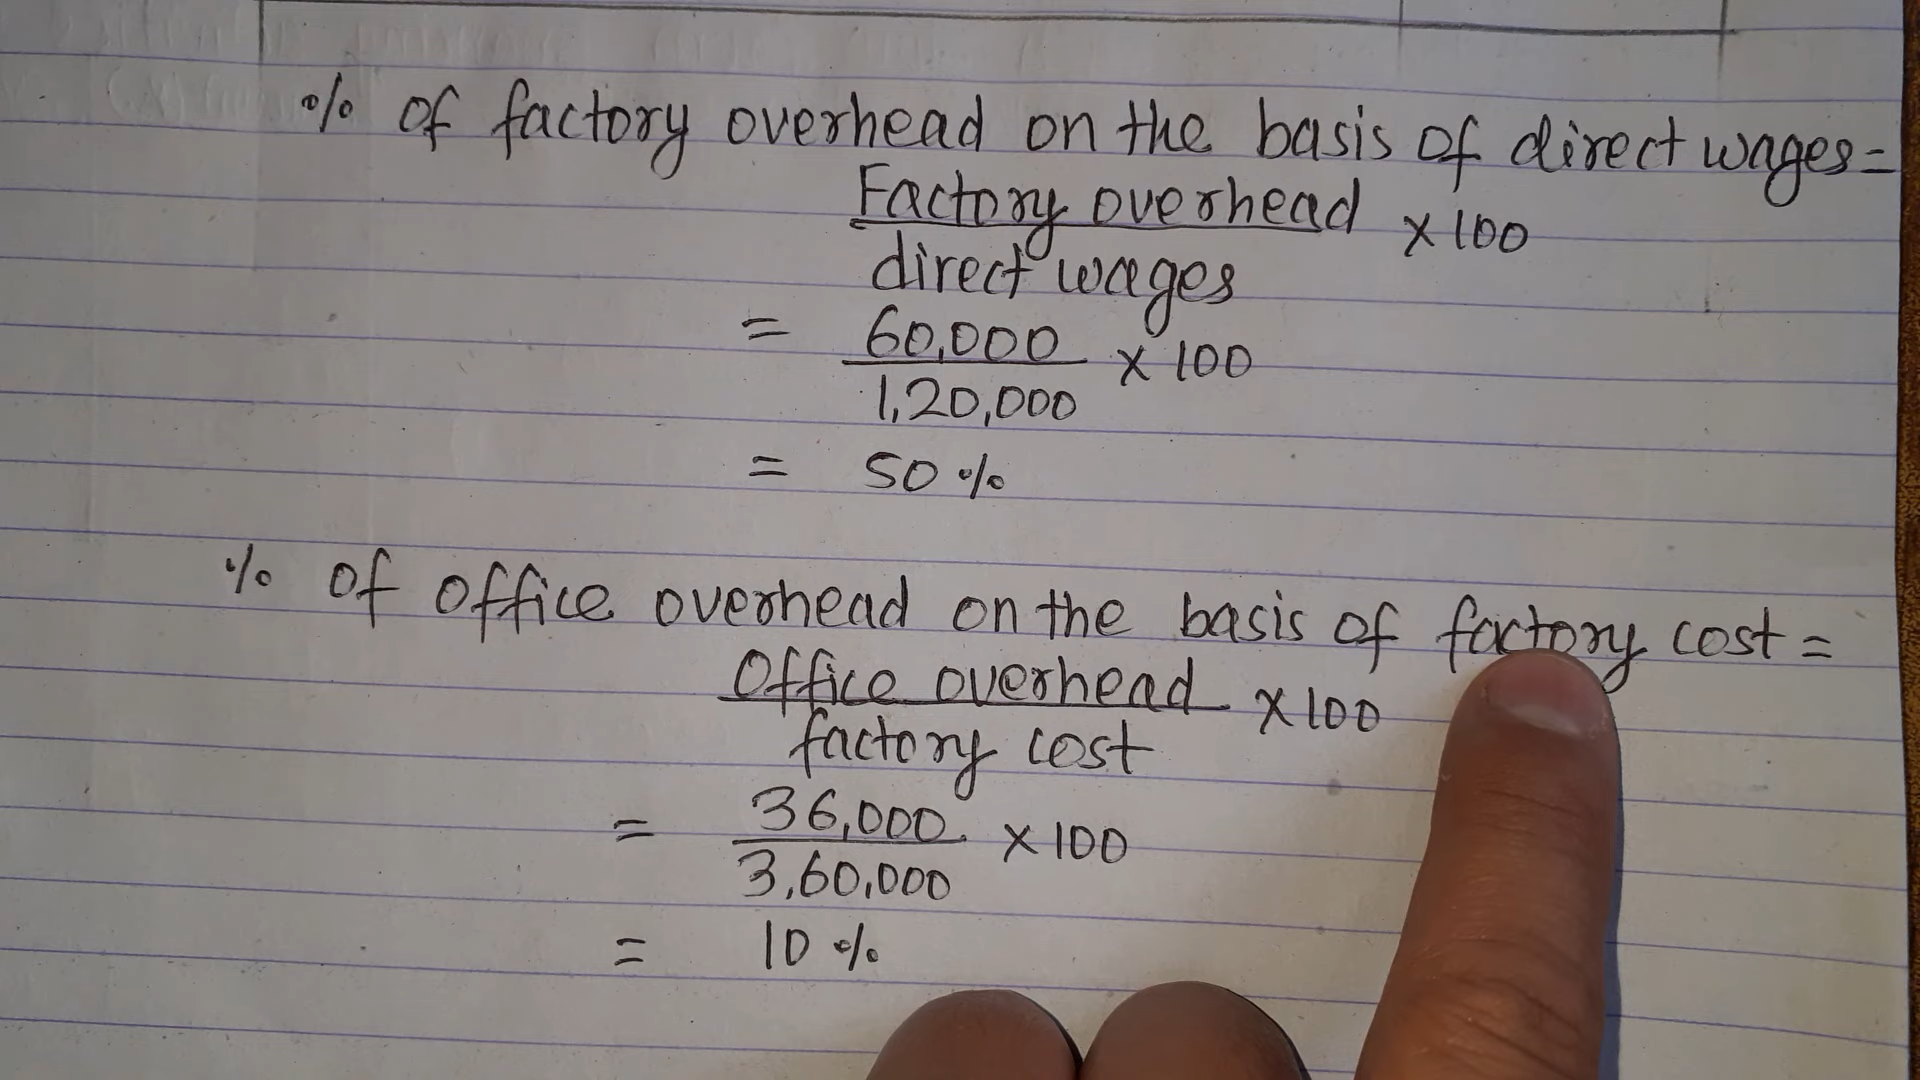 % of factory overhead on the basis of direct wages =
Factory overhead × 100
direct wages
= 60,000 × 100
1,20,000
= 50 %
% of office overhead on the basis of factory cost =
Office overhead × 100
factory cost
= 36,000 × 100
3,60,000
= 10 %